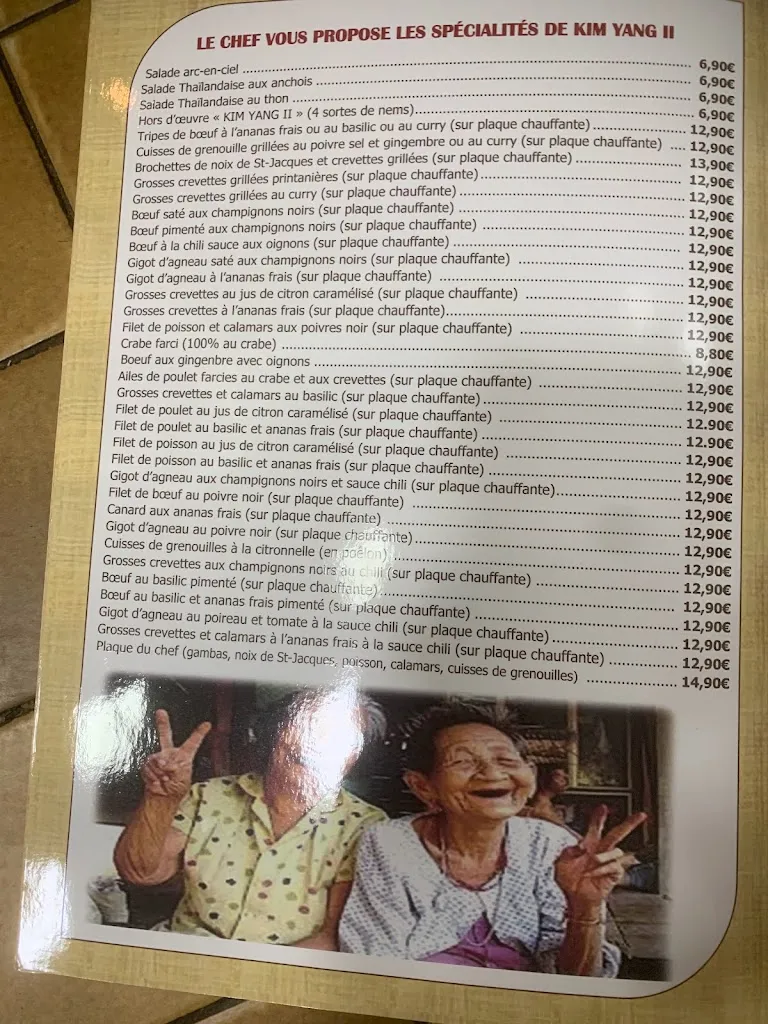 LE CHEF VOUS PROPOSE LES SPÉCIALITÉS DE KIM YANG II
Salade arc-en-ciel ........ 6,90€
Salade Thaïlandaise aux anchois ........ 6,90€
Salade Thaïlandaise au thon ........ 6,90€
Hors d'œuvre « KIM YANG II » (4 sortes de nems) ........ 6,90€
Tripes de bœuf à l'ananas frais ou au basilic ou au curry (sur plaque chauffante) ........ 12,90€
Cuisses de grenouille grillées au poivre sel et gingembre ou au curry (sur plaque chauffante) .... 12,90€
Brochettes de noix de St-Jacques et crevettes grillées (sur plaque chauffante) ........ 13,90€
Grosses crevettes grillées printanières (sur plaque chauffante) ........ 12,90€
Grosses crevettes grillées au curry (sur plaque chauffante) ........ 12,90€
Bœuf saté aux champignons noirs (sur plaque chauffante) ........ 12,90€
Bœuf pimenté aux champignons noirs (sur plaque chauffante) ........ 12,90€
Bœuf à la chili sauce aux oignons (sur plaque chauffante) ........ 12,90€
Gigot d'agneau saté aux champignons noirs (sur plaque chauffante) ........ 12,90€
Gigot d'agneau à l'ananas frais (sur plaque chauffante) ........ 12,90€
Grosses crevettes au jus de citron caramélisé (sur plaque chauffante) ........ 12,90€
Grosses crevettes à l'ananas frais (sur plaque chauffante) ........ 12,90€
Filet de poisson et calamars aux poivres noir (sur plaque chauffante) ........ 12,90€
Crabe farci (100% au crabe) ........ 8,80€
Boeuf aux gingenbre avec oignons ........ 12,90€
Ailes de poulet farcies au crabe et aux crevettes (sur plaque chauffante) ........ 12,90€
Grosses crevettes et calamars au basilic (sur plaque chauffante) ........ 12,90€
Filet de poulet au jus de citron caramélisé (sur plaque chauffante) ........ 12.90€
Filet de poulet au basilic et ananas frais (sur plaque chauffante) ........ 12.90€
Filet de poisson au jus de citron caramélisé (sur plaque chauffante) ........ 12,90€
Filet de poisson au basilic et ananas frais (sur plaque chauffante) ........ 12,90€
Gigot d'agneau aux champignons noirs et sauce chili (sur plaque chauffante) ........ 12,90€
Filet de bœuf au poivre noir (sur plaque chauffante) ........ 12,90€
Canard aux ananas frais (sur plaque chauffante) ........ 12,90€
Gigot d'agneau au poivre noir (sur plaque chauffante) ........ 12,90€
Cuisses de grenouilles à la citronnelle (en poêlon) ........ 12,90€
Grosses crevettes aux champignons noirs au chili (sur plaque chauffante) ........ 12,90€
Bœuf au basilic pimenté (sur plaque chauffante) ........ 12,90€
Bœuf au basilic et ananas frais pimenté (sur plaque chauffante) ........ 12,90€
Gigot d'agneau au poireau et tomate à la sauce chili (sur plaque chauffante) ........ 12,90€
Grosses crevettes et calamars à l'ananas frais à la sauce chili (sur plaque chauffante) ........ 12,90€
Plaque du chef (gambas, noix de St-Jacques, poisson, calamars, cuisses de grenouilles) ........ 14,90€